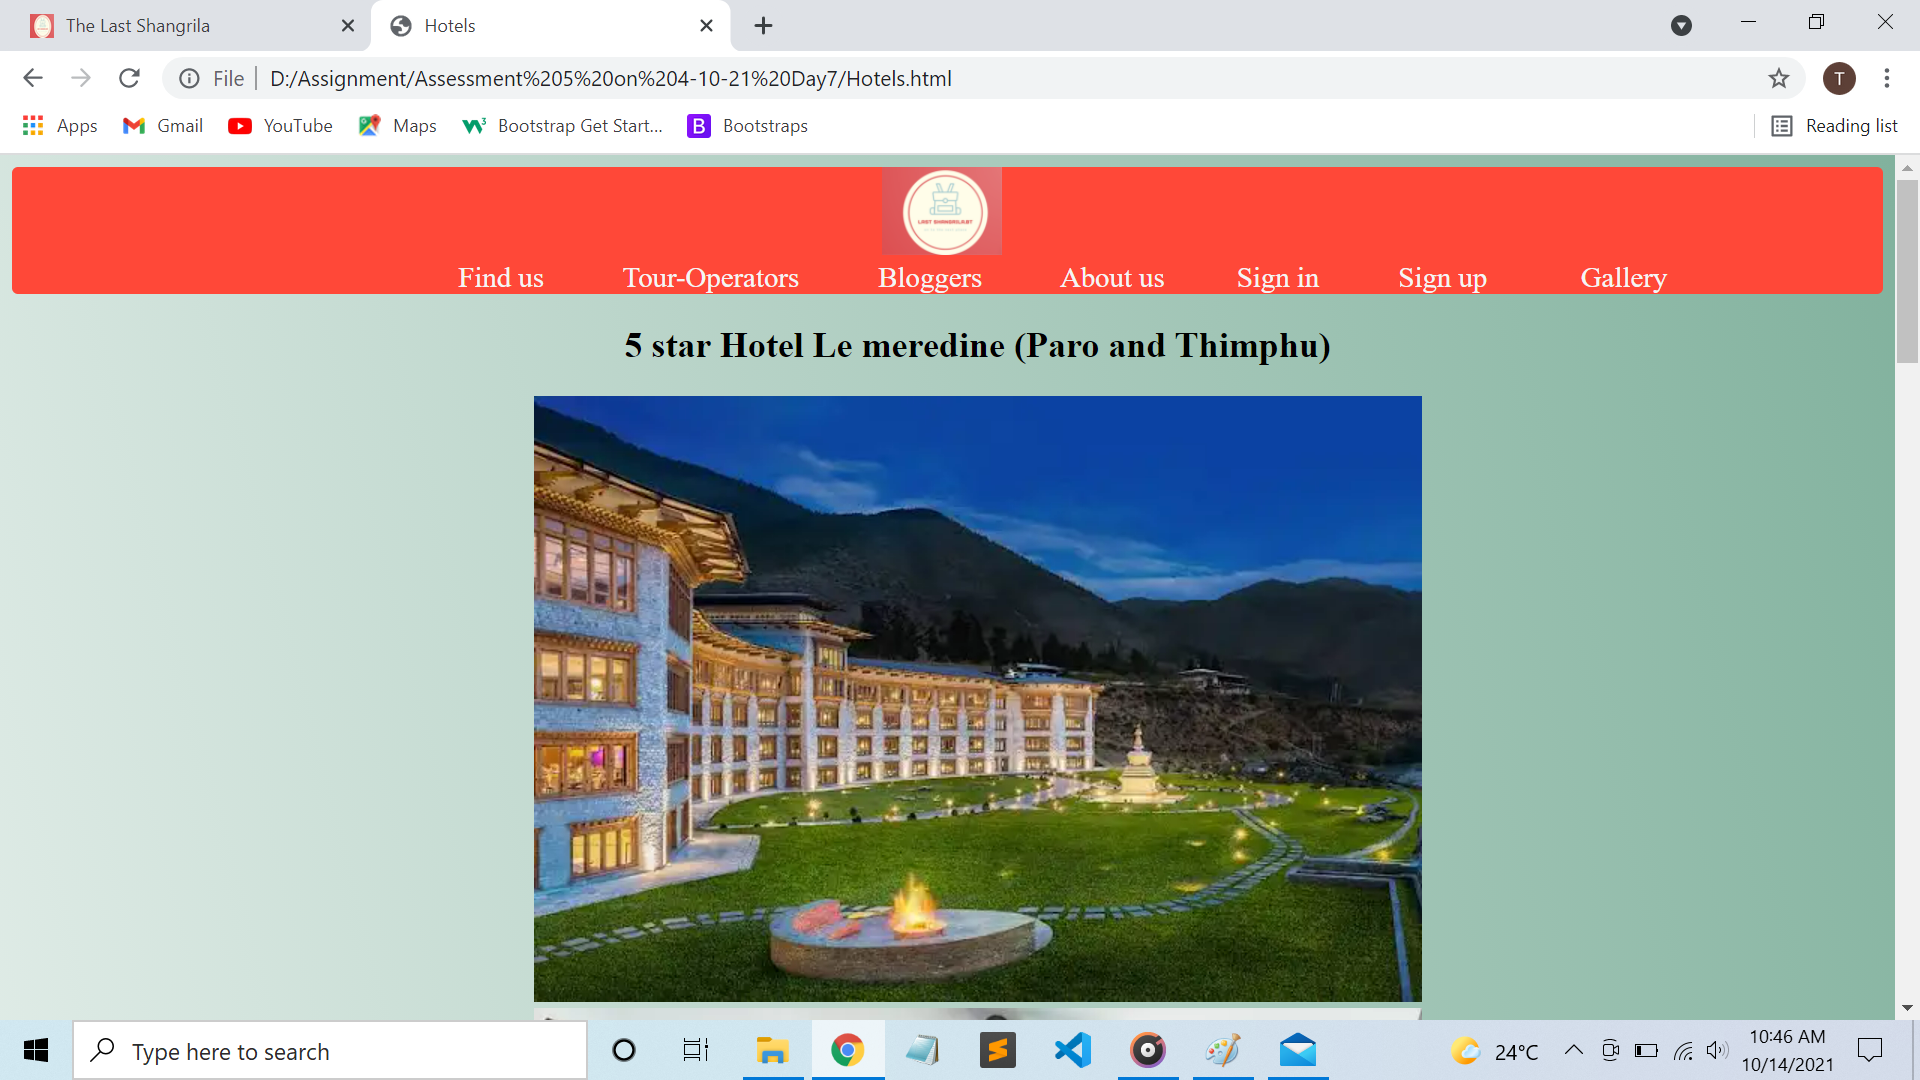 The Last Shangrila
Hotels
File
D:/Assignment/Assessment%205%20on%204-10-21%20Day7/Hotels.html
T
Apps
Gmail
YouTube
Maps
Bootstrap Get Start...
Bootstraps
Reading list
Find us
Tour-Operators
Bloggers
About us
Sign in
Sign up
Gallery
5 star Hotel Le meredine (Paro and Thimphu)
Type here to search
24°C
10:46 AM
10/14/2021